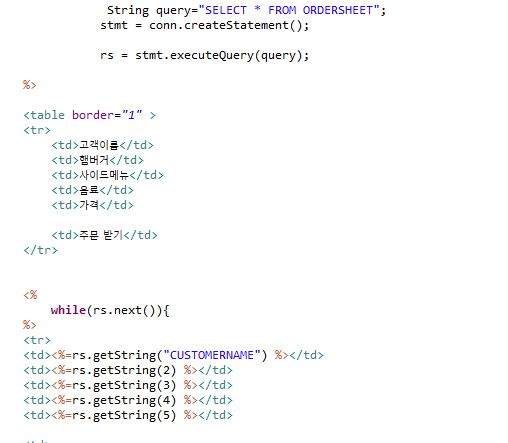 String query="SELECT * FROM ORDERSHEET";
stmt = conn.createStatement();
rs = stmt.executeQuery(query);
%>
<table border="1" >
<tr>
<td>고객이름</td>
<td>햄버거</td>
<td>사이드메뉴</td>
<td>음료</td>
<td>가격</td>
<td>주문 받기</td>
</tr>
<%
while(rs.next()){
%>
<tr>
<td><%=rs.getString("CUSTOMERNAME") %></td>
<td><%=rs.getString(2) %></td>
<td><%=rs.getString(3) %></td>
<td><%=rs.getString(4) %></td>
<td><%=rs.getString(5) %></td>